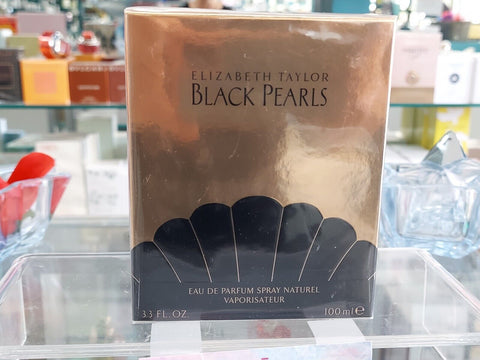 ELIZABETH TAYLOR
BLACK PEARLS
EAU DE PARFUM SPRAY NATUREL
VAPORISATEUR
3.3 FL. OZ.
100 ml ℮